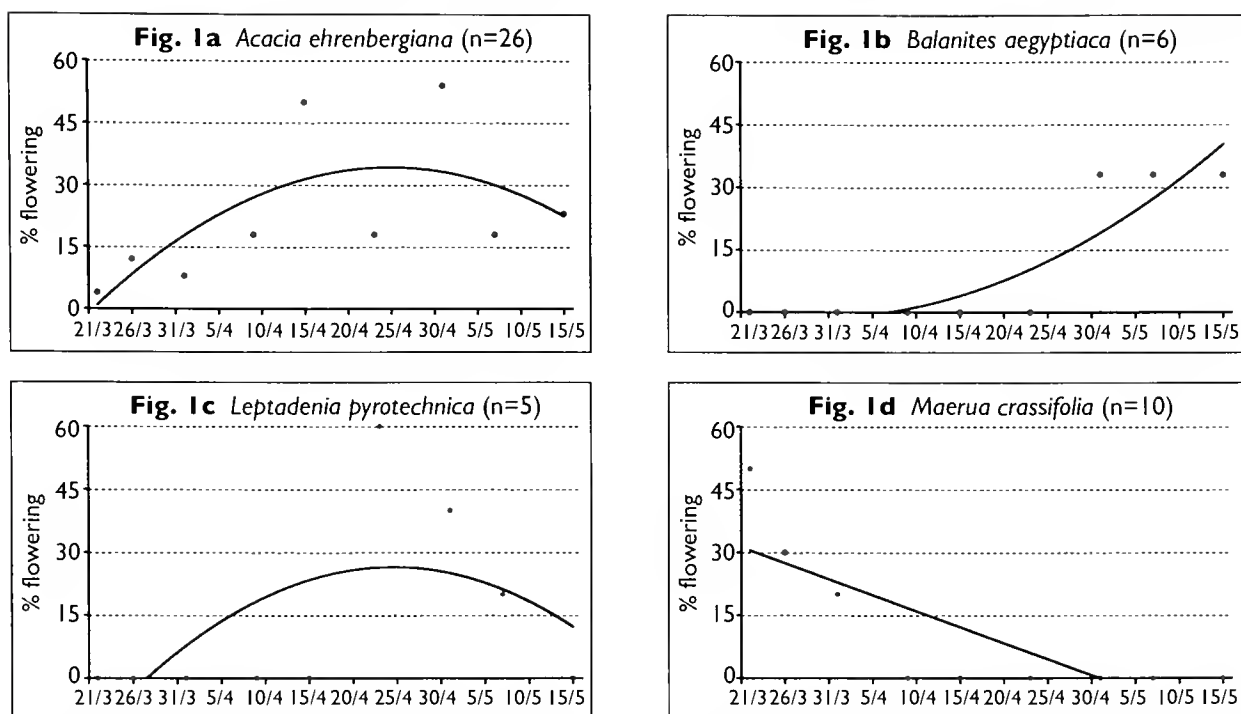 Fig. 1a Acacia ehrenbergiana (n=26)
% flowering
60
45
30
15
0
21/3 26/3 31/3 5/4 10/4 15/4 20/4 25/4 30/4 5/5 10/5 15/5
Fig. 1b Balanites aegyptiaca (n=6)
% flowering
60
45
30
15
0
21/3 26/3 31/3 5/4 10/4 15/4 20/4 25/4 30/4 5/5 10/5 15/5
Fig. 1c Leptadenia pyrotechnica (n=5)
% flowering
60
45
30
15
0
21/3 26/3 31/3 5/4 10/4 15/4 20/4 25/4 30/4 5/5 10/5 15/5
Fig. 1d Maerua crassifolia (n=10)
% flowering
60
45
30
15
0
21/3 26/3 31/3 5/4 10/4 15/4 20/4 25/4 30/4 5/5 10/5 15/5